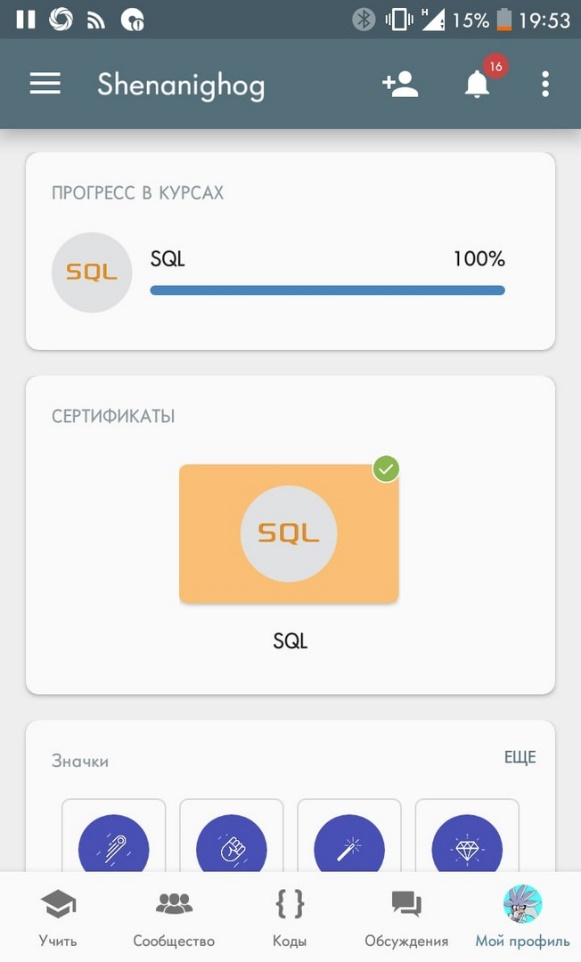 15% 19:53
Shenanighog
16
ПРОГРЕСС В КУРСАХ
SQL
SQL 100%
СЕРТИФИКАТЫ
SQL
SQL
Значки ЕЩЕ
Учить Сообщество Коды Обсуждения Мой профиль